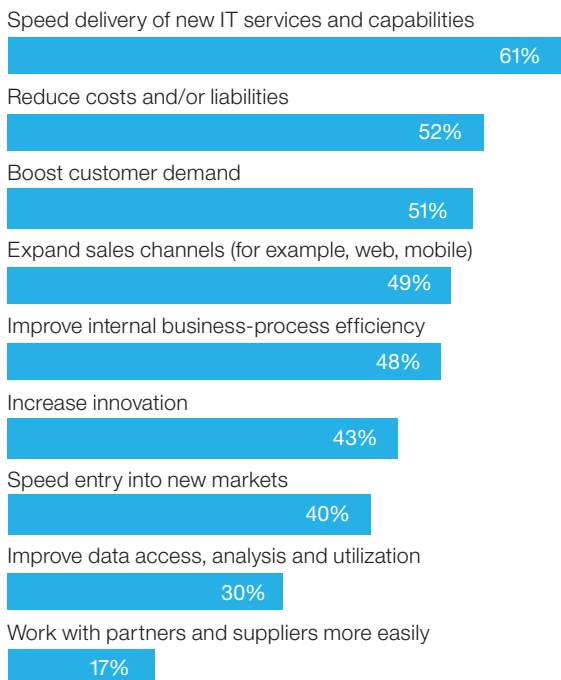 Speed delivery of new IT services and capabilities
61%
Reduce costs and/or liabilities
52%
Boost customer demand
51%
Expand sales channels (for example, web, mobile)
49%
Improve internal business-process efficiency
48%
Increase innovation
43%
Speed entry into new markets
40%
Improve data access, analysis and utilization
30%
Work with partners and suppliers more easily
17%